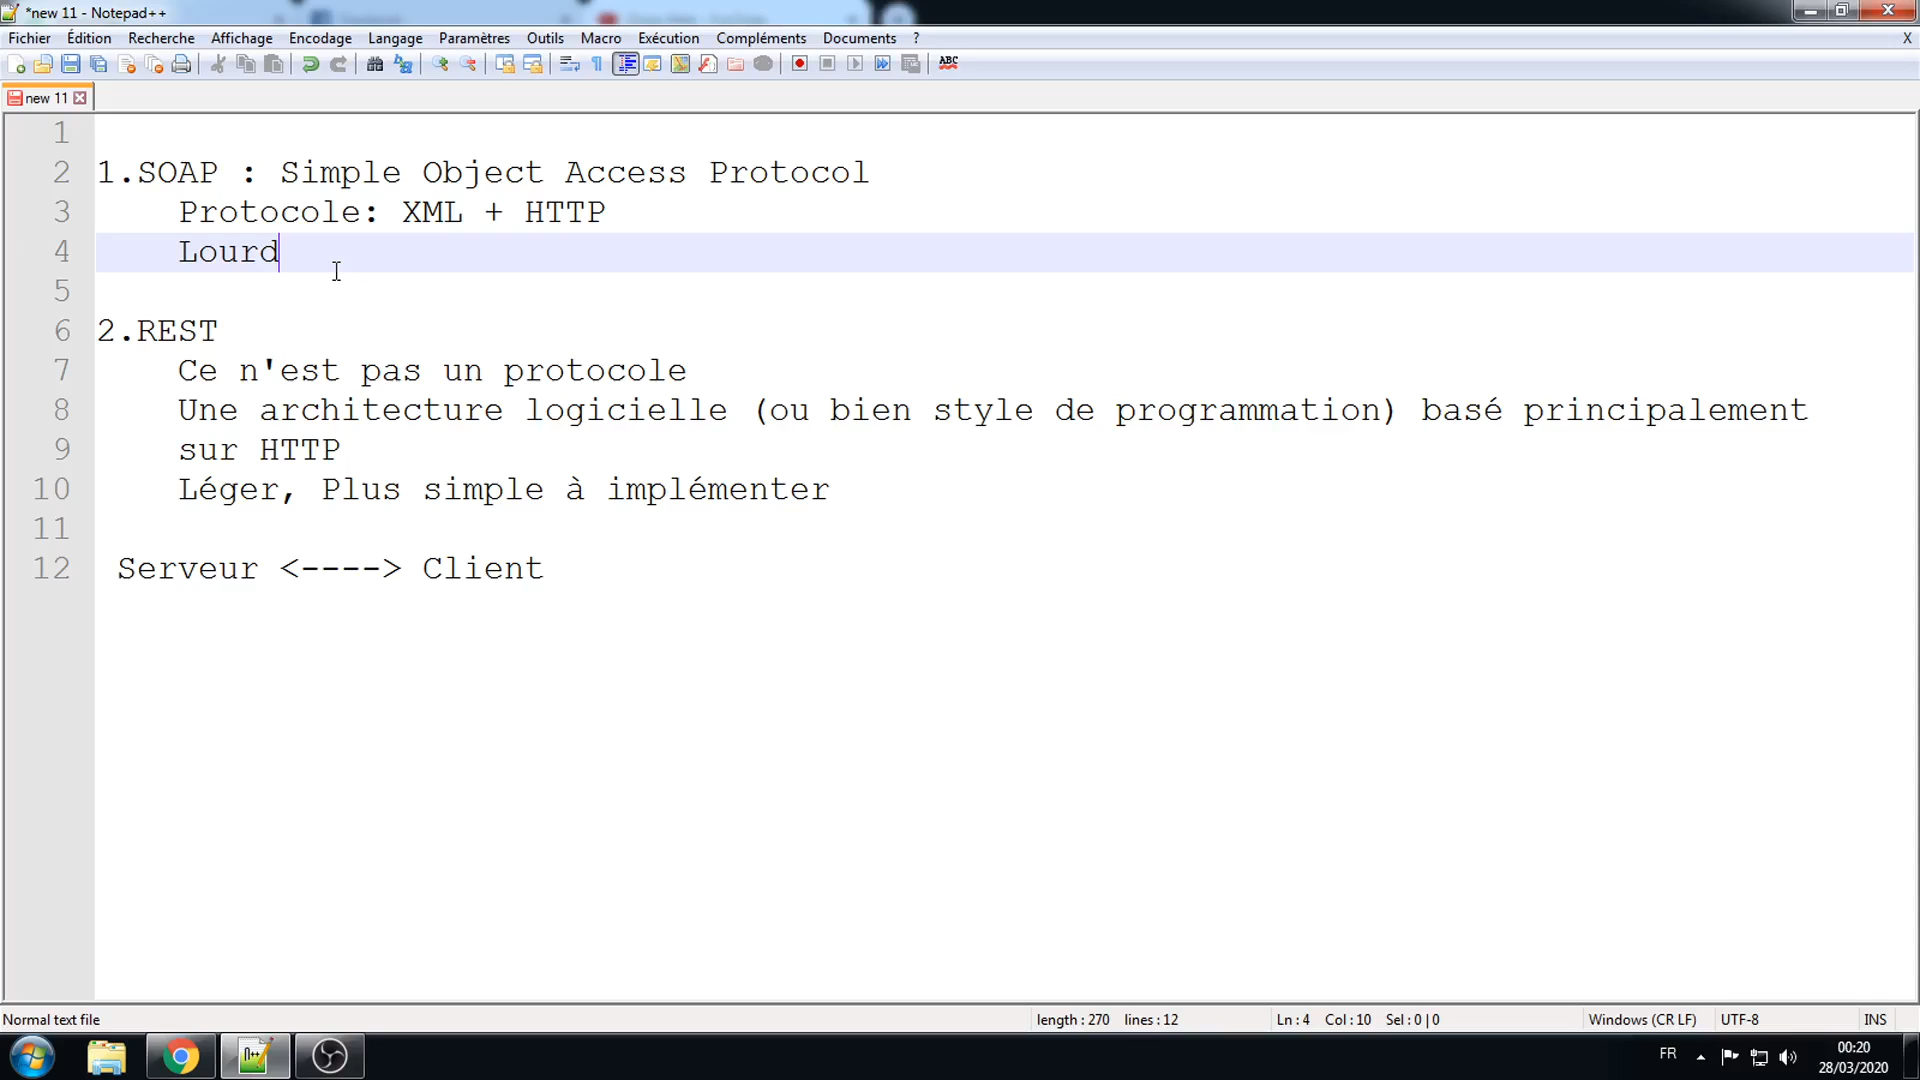 *new 11 - Notepad++
Fichier Édition Recherche Affichage Encodage Langage Paramètres Outils Macro Exécution Compléments Documents ? X
ABC
new 11
1
2 1.SOAP : Simple Object Access Protocol
3 Protocole: XML + HTTP
4 Lourd
5
6 2.REST
7 Ce n'est pas un protocole
8 Une architecture logicielle (ou bien style de programmation) basé principalement
9 sur HTTP
10 Léger, Plus simple à implémenter
11
12 Serveur <----> Client
Normal text file length : 270 lines : 12 Ln : 4 Col : 10 Sel : 0 | 0 Windows (CR LF) UTF-8 INS
FR 00:20
28/03/2020